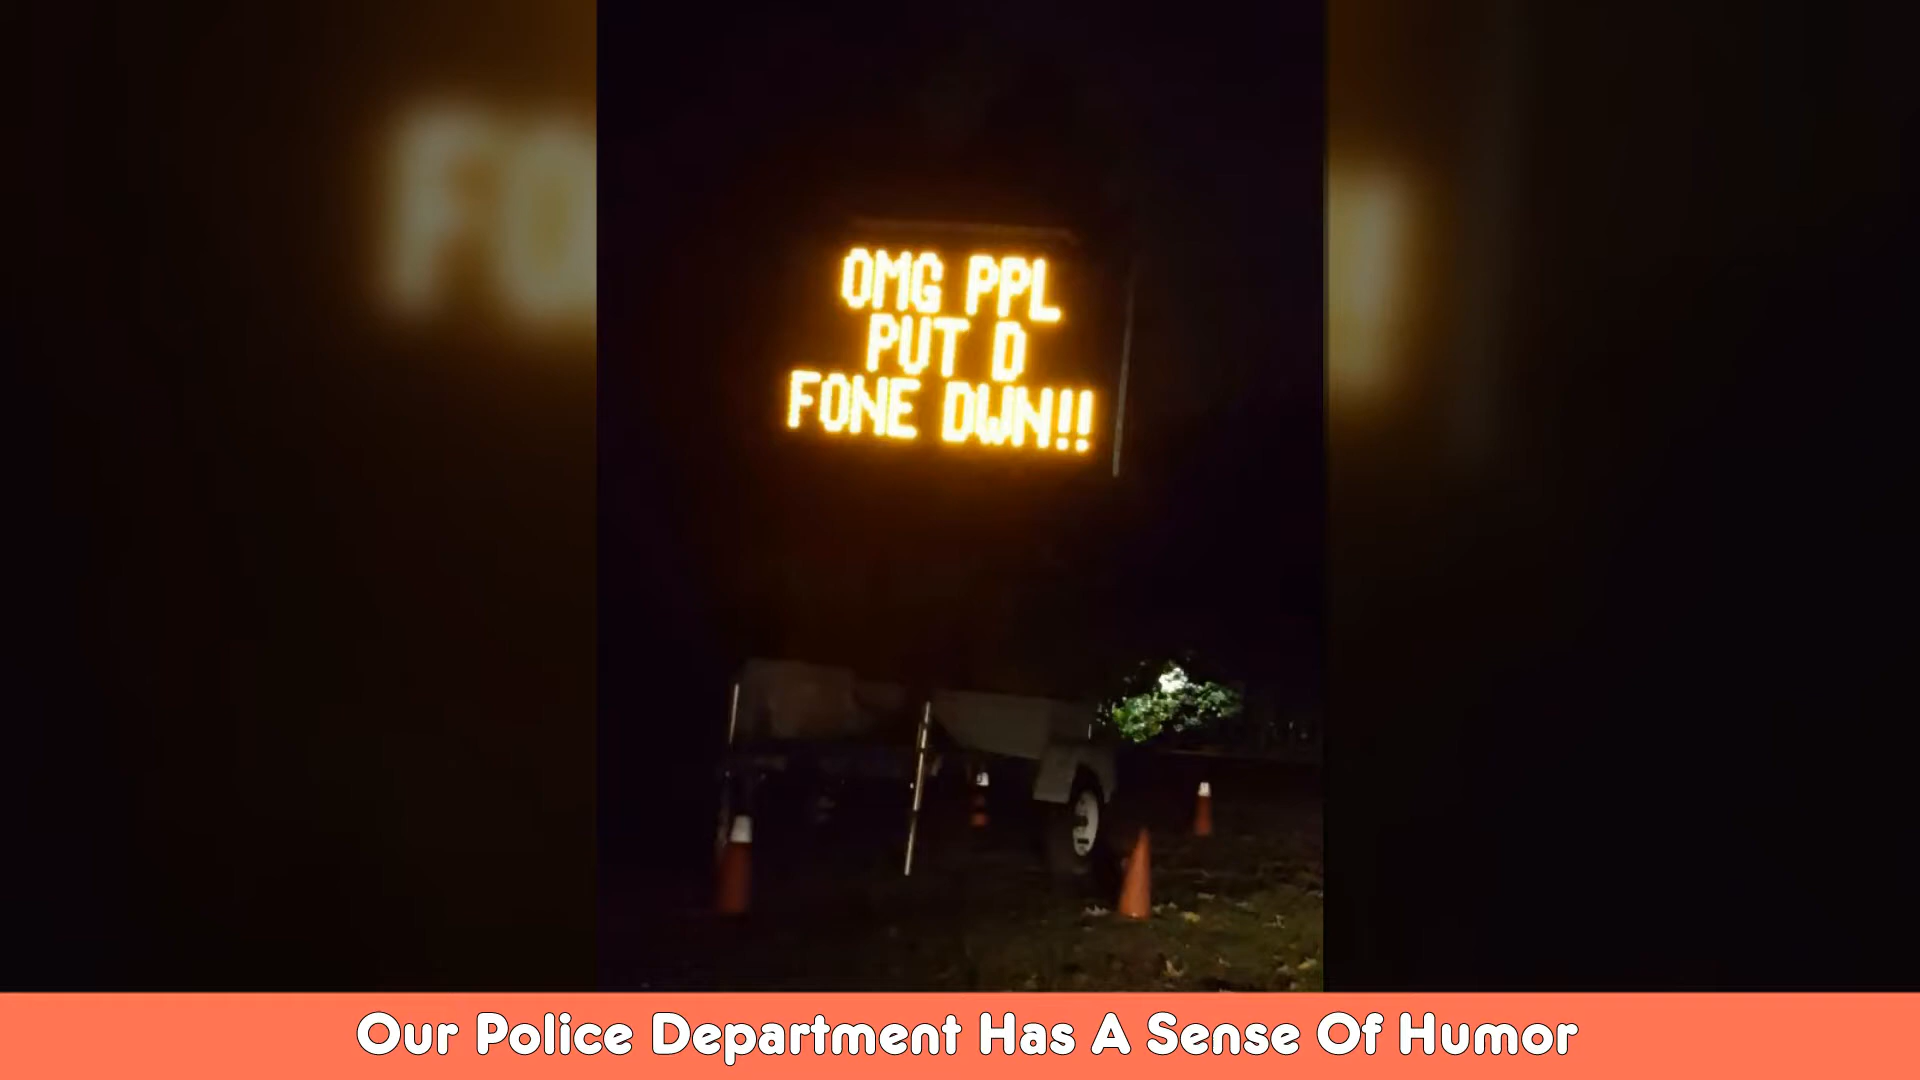 OMG PPL
PUT D
FONE DWN!!
Our Police Department Has A Sense Of Humor